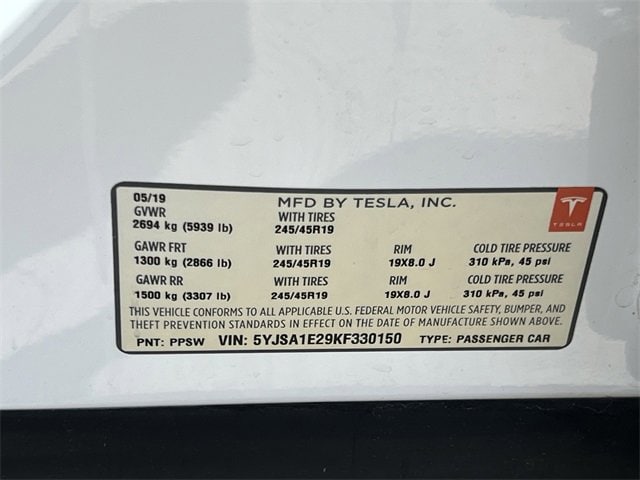 05/19 MFD BY TESLA, INC.
GVWR WITH TIRES
2694 kg (5939 lb) 245/45R19
TESLA
GAWR FRT WITH TIRES RIM COLD TIRE PRESSURE
1300 kg (2866 lb) 245/45R19 19X8.0 J 310 kPa, 45 psi
GAWR RR WITH TIRES RIM COLD TIRE PRESSURE
1500 kg (3307 lb) 245/45R19 19X8.0 J 310 kPa, 45 psi
THIS VEHICLE CONFORMS TO ALL APPLICABLE U.S. FEDERAL MOTOR VEHICLE SAFETY, BUMPER, AND
THEFT PREVENTION STANDARDS IN EFFECT ON THE DATE OF MANUFACTURE SHOWN ABOVE.
PNT: PPSW VIN: 5YJSA1E29KF330150 TYPE: PASSENGER CAR